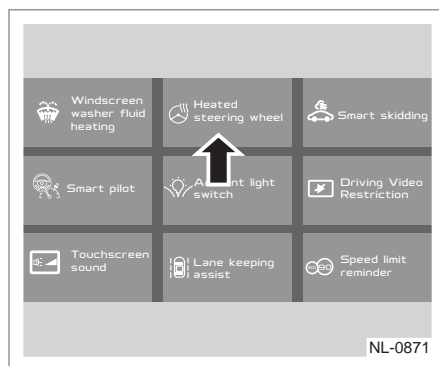 Windscreen
washer fluid
heating
Heated
steering wheel
Smart skidding
Smart pilot
light
switch
Driving Video
Restriction
Touchscreen
sound
Lane keeping
assist
Speed limit
reminder
NL-0871